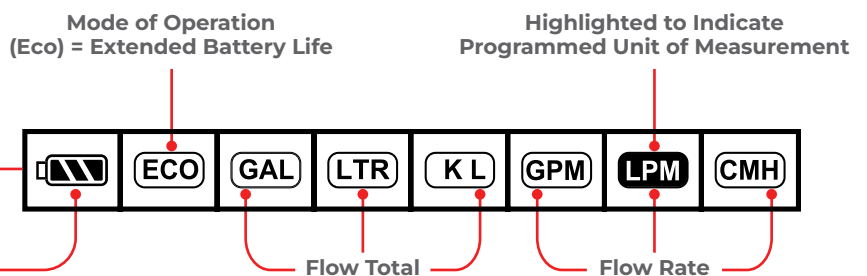 Mode of Operation
(Eco) = Extended Battery Life
Highlighted to Indicate
Programmed Unit of Measurement
ECO GAL LTR K L GPM LPM CMH
Flow Total
Flow Rate